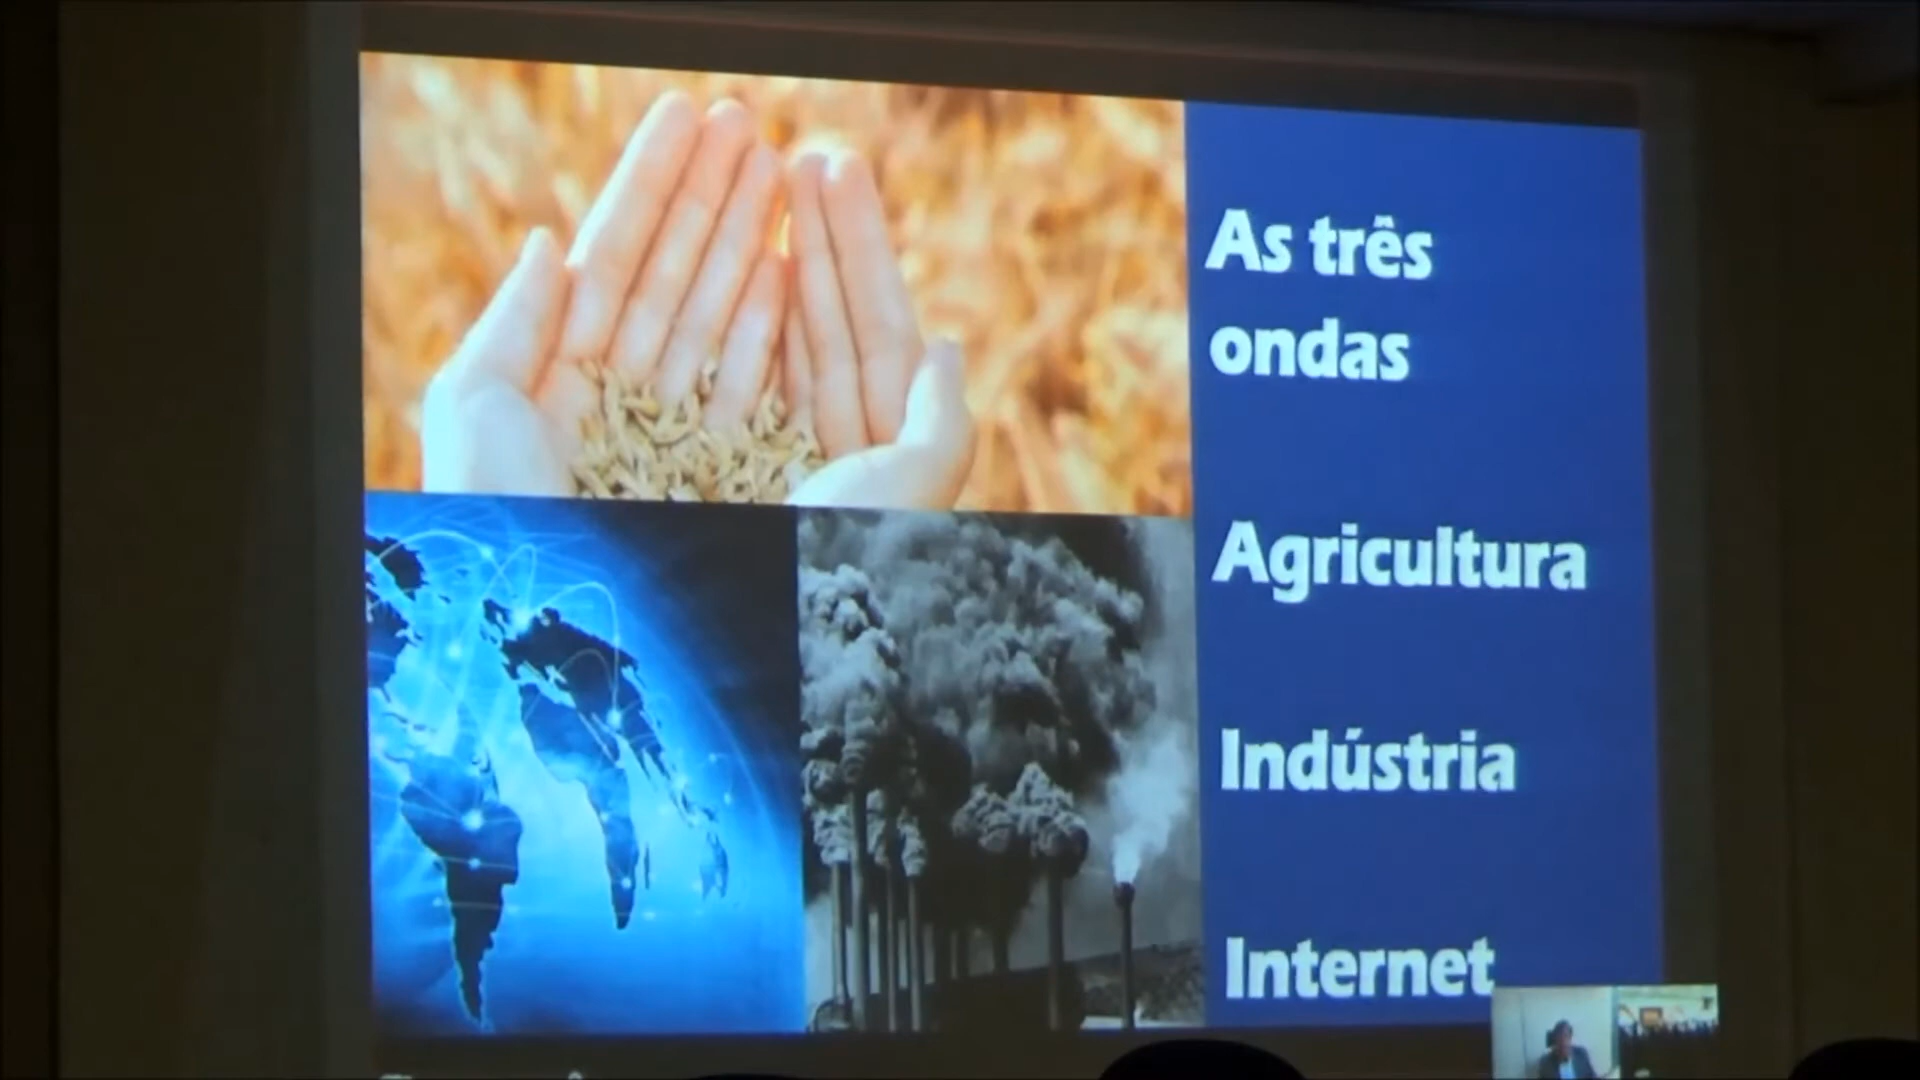 As três
ondas
Agricultura
Indústria
Internet